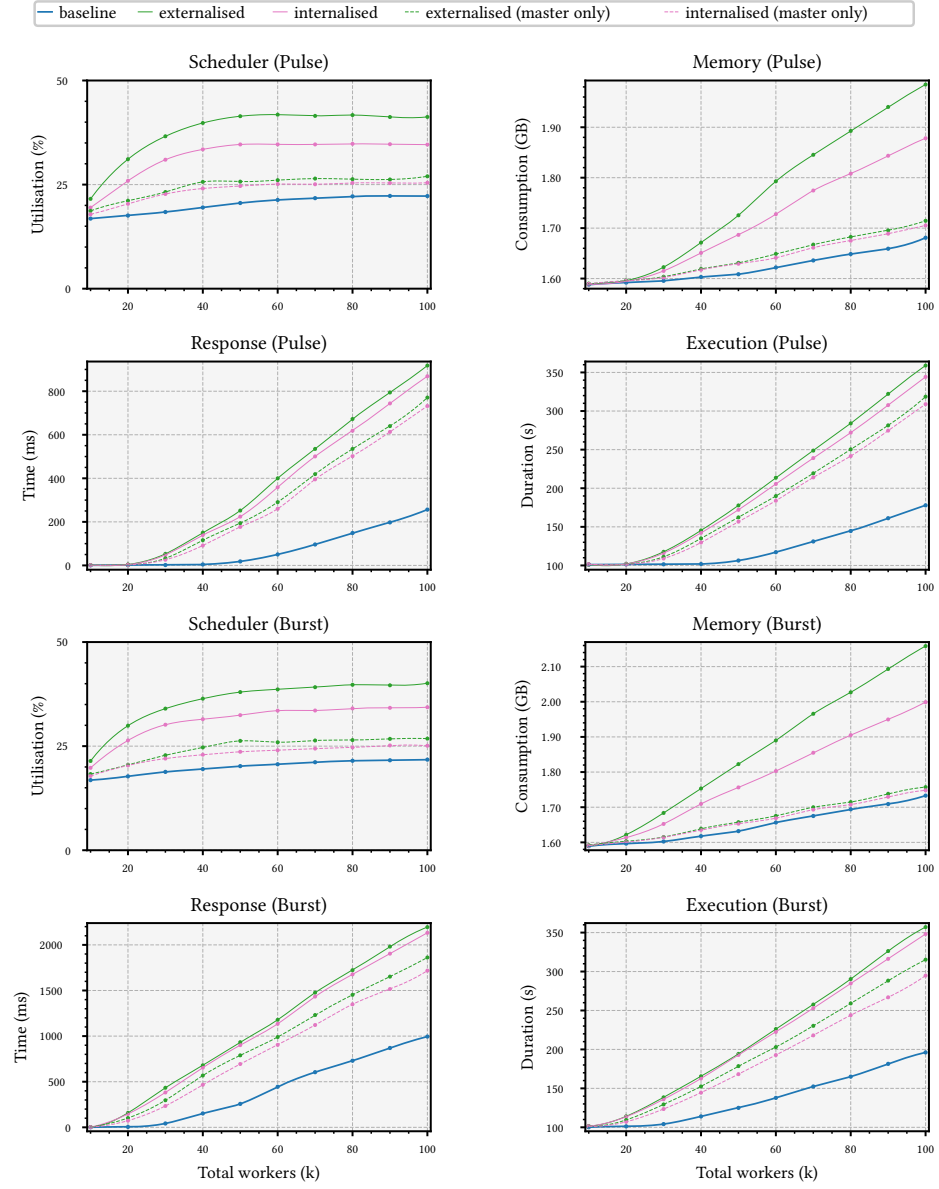 baseline externalised internalised externalised (master only) internalised (master only)
Scheduler (Pulse)
Utilisation (%)
50
25
0
20 40 60 80 100
Memory (Pulse)
Consumption (GB)
1.90
1.80
1.70
1.60
20 40 60 80 100
Response (Pulse)
Time (ms)
800
600
400
200
0
20 40 60 80 100
Execution (Pulse)
Duration (s)
350
300
250
200
150
100
20 40 60 80 100
Scheduler (Burst)
Utilisation (%)
50
25
0
20 40 60 80 100
Memory (Burst)
Consumption (GB)
2.10
2.00
1.90
1.80
1.70
1.60
20 40 60 80 100
Response (Burst)
Time (ms)
2000
1500
1000
500
0
20 40 60 80 100
Total workers (k)
Execution (Burst)
Duration (s)
350
300
250
200
150
100
20 40 60 80 100
Total workers (k)